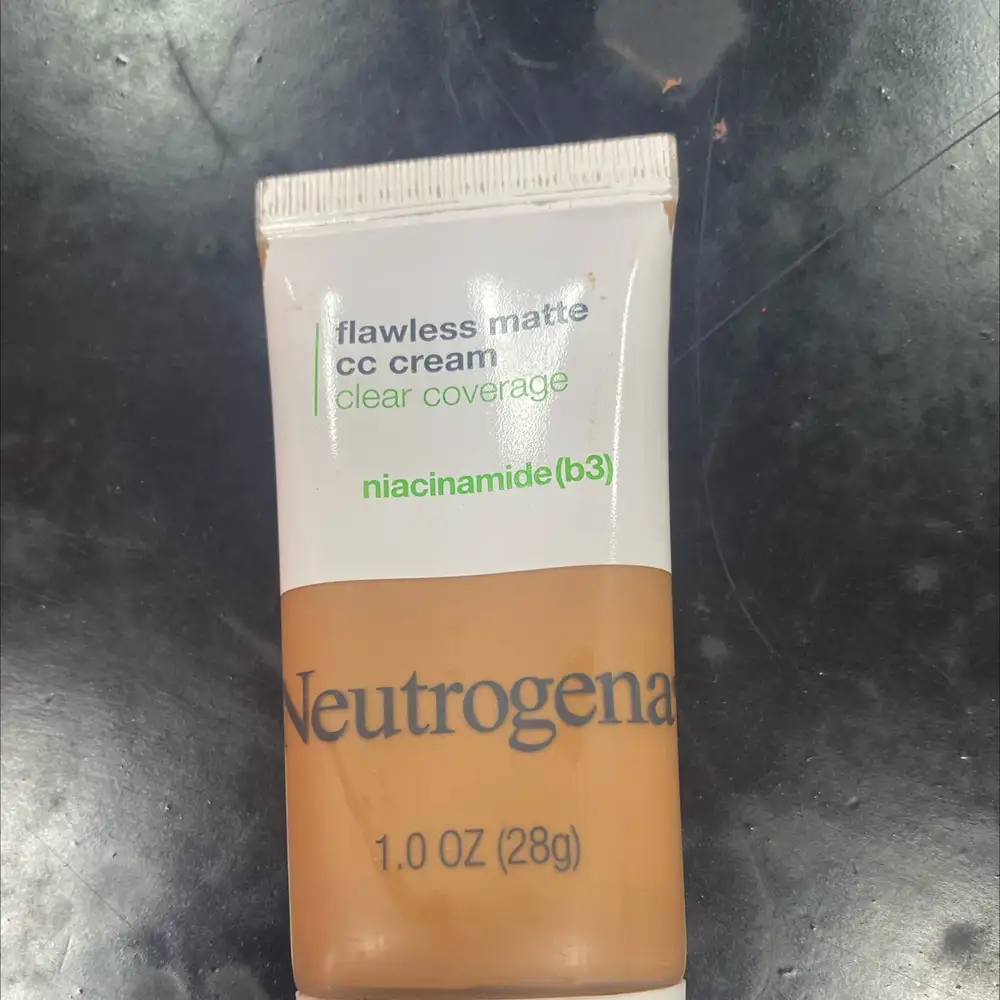 flawless matte
cc cream
clear coverage
niacinamide (b3)
Neutrogena
1.0 OZ (28g)